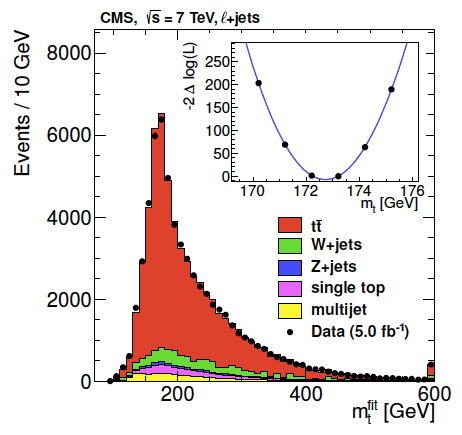 CMS, √s = 7 TeV, ℓ+jets
Events / 10 GeV
8000
6000
4000
2000
0
200
400
600
m_t^fit [GeV]
-2 Δ log(L)
250
200
150
100
50
0
170
172
174
176
m_t [GeV]
tt̄
W+jets
Z+jets
single top
multijet
Data (5.0 fb⁻¹)